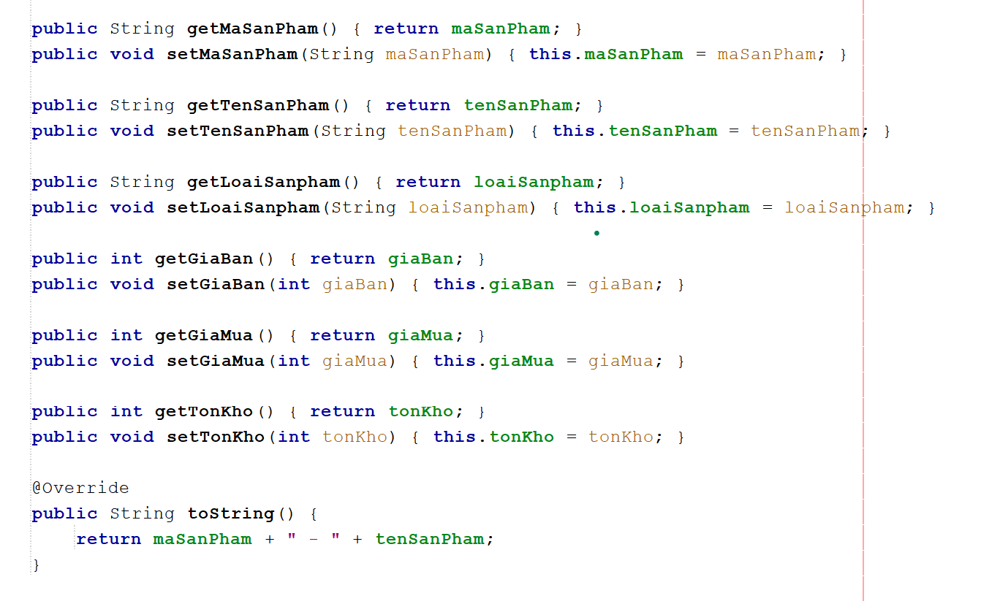 public String getMaSanPham() { return maSanPham; }
public void setMaSanPham(String maSanPham) { this.maSanPham = maSanPham; }
public String getTenSanPham() { return tenSanPham; }
public void setTenSanPham(String tenSanPham) { this.tenSanPham = tenSanPham; }
public String getLoaiSanpham() { return loaiSanpham; }
public void setLoaiSanpham(String loaiSanpham) { this.loaiSanpham = loaiSanpham; }
public int getGiaBan() { return giaBan; }
public void setGiaBan(int giaBan) { this.giaBan = giaBan; }
public int getGiaMua() { return giaMua; }
public void setGiaMua(int giaMua) { this.giaMua = giaMua; }
public int getTonKho() { return tonKho; }
public void setTonKho(int tonKho) { this.tonKho = tonKho; }
@Override
public String toString() {
return maSanPham + " - " + tenSanPham;
}